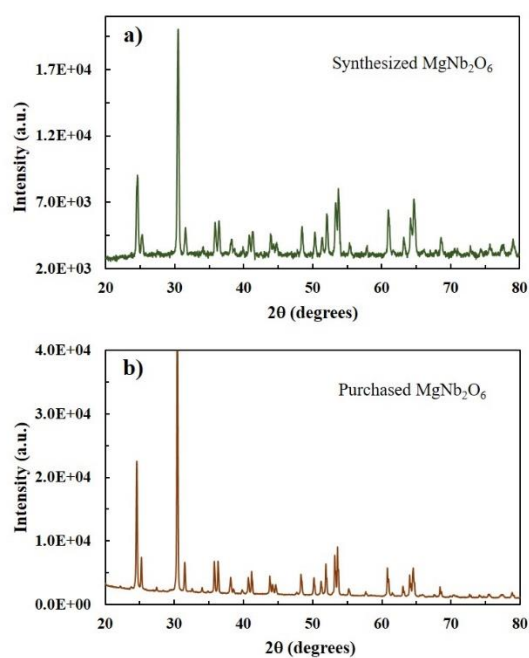 a)
Synthesized MgNb₂O₆
1.7E+04
1.2E+04
7.0E+03
2.0E+03
Intensity (a.u.)
20 30 40 50 60 70 80
2θ (degrees)
b)
Purchased MgNb₂O₆
4.0E+04
3.0E+04
2.0E+04
1.0E+04
0.0E+00
Intensity (a.u.)
20 30 40 50 60 70 80
2θ (degrees)